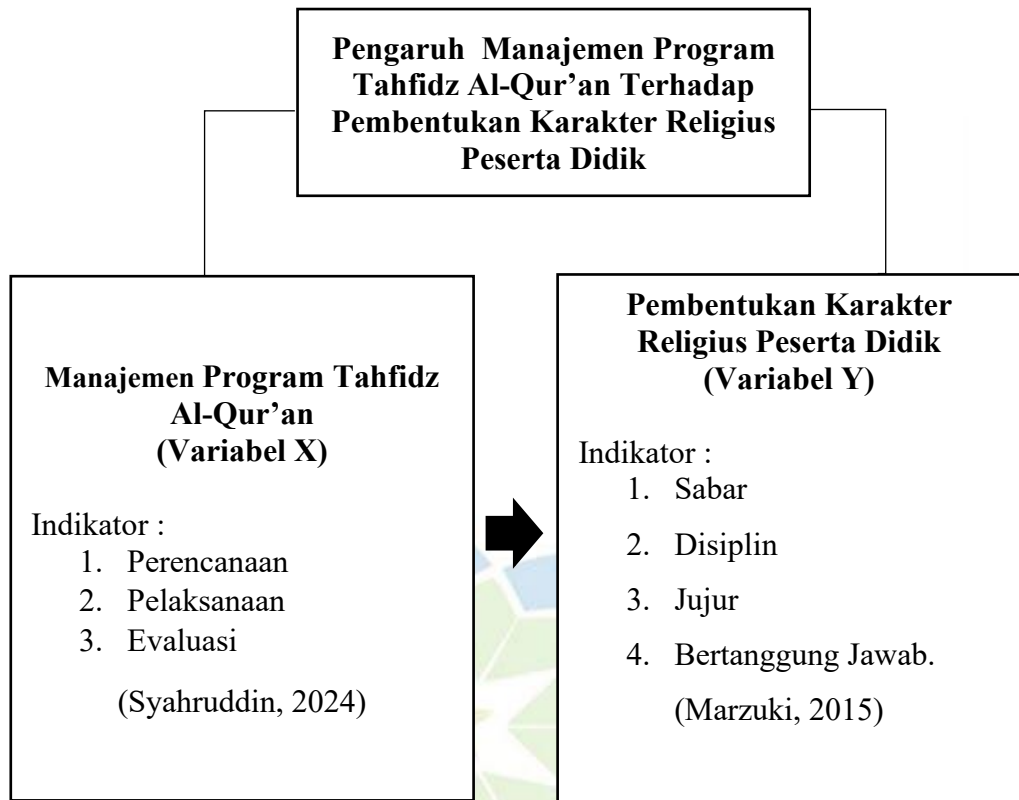 Pengaruh Manajemen Program
Tahfidz Al-Qur’an Terhadap
Pembentukan Karakter Religius
Peserta Didik
Manajemen Program Tahfidz
Al-Qur’an
(Variabel X)
Indikator :
1. Perencanaan
2. Pelaksanaan
3. Evaluasi
(Syahruddin, 2024)
Pembentukan Karakter
Religius Peserta Didik
(Variabel Y)
Indikator :
1. Sabar
2. Disiplin
3. Jujur
4. Bertanggung Jawab.
(Marzuki, 2015)